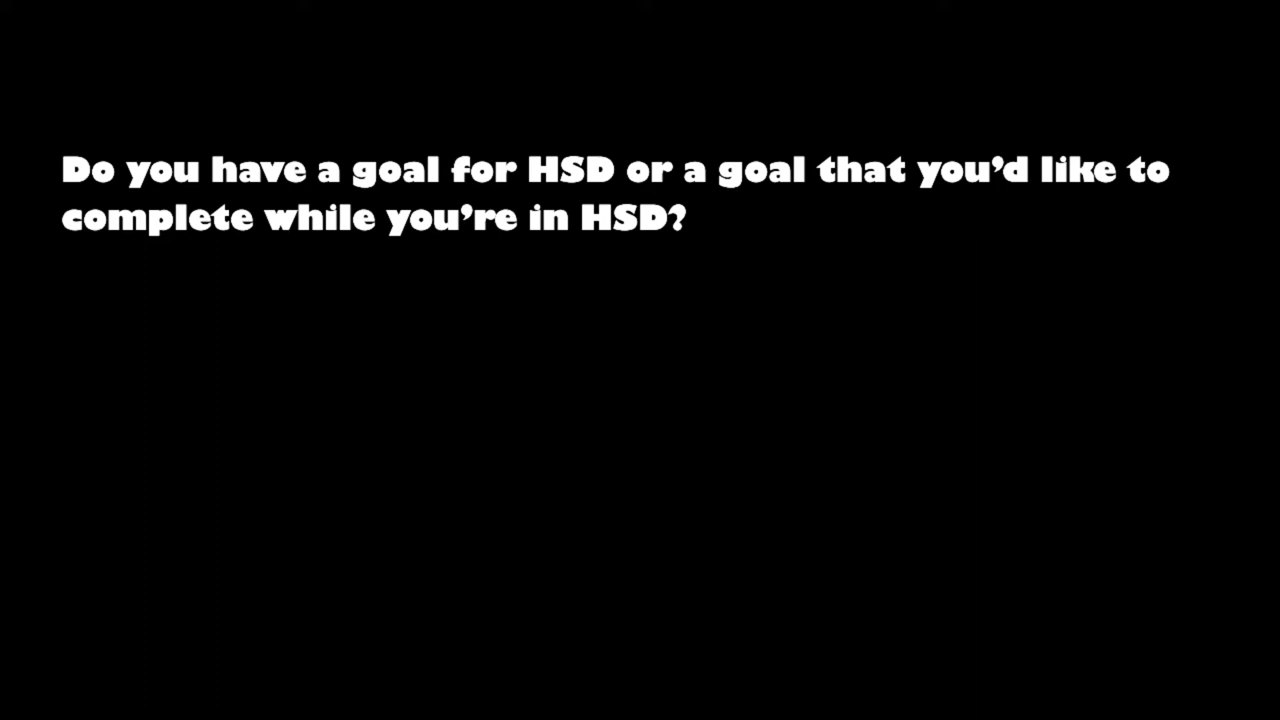 Do you have a goal for HSD or a goal that you’d like to
complete while you’re in HSD?